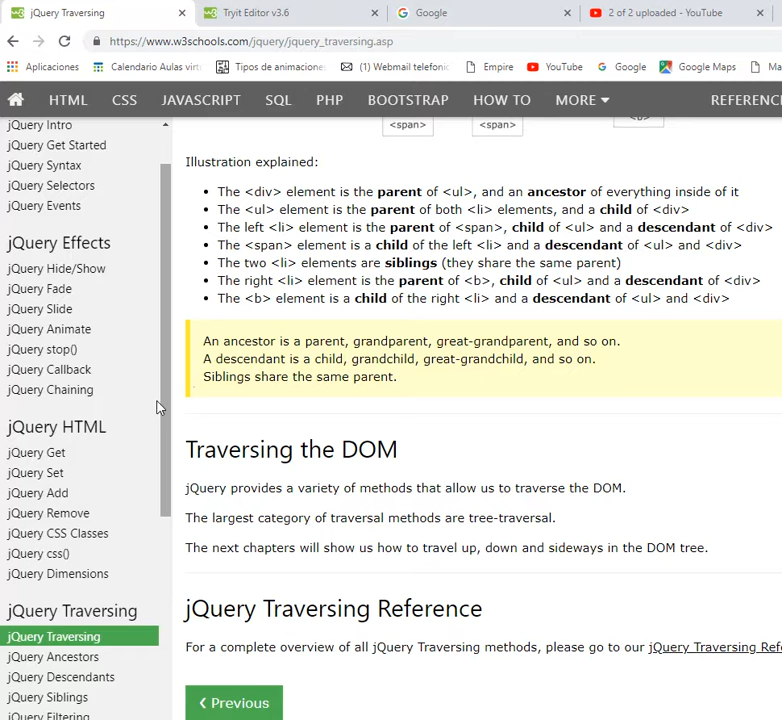 jQuery Traversing
Tryit Editor v3.6
Google
2 of 2 uploaded - YouTube
https://www.w3schools.com/jquery/jquery_traversing.asp
Aplicaciones
Calendario Aulas virt
Tipos de animacione
(1) Webmail telefonic
Empire
YouTube
Google
Google Maps
Ma
HTML
CSS
JAVASCRIPT
SQL
PHP
BOOTSTRAP
HOW TO
MORE
REFERENC
jQuery Intro
jQuery Get Started
jQuery Syntax
jQuery Selectors
jQuery Events
jQuery Effects
jQuery Hide/Show
jQuery Fade
jQuery Slide
jQuery Animate
jQuery stop()
jQuery Callback
jQuery Chaining
jQuery HTML
jQuery Get
jQuery Set
jQuery Add
jQuery Remove
jQuery CSS Classes
jQuery css()
jQuery Dimensions
jQuery Traversing
jQuery Traversing
jQuery Ancestors
jQuery Descendants
jQuery Siblings
jQuery Filtering
<span>
<span>
<b>
Illustration explained:
The <div> element is the parent of <ul>, and an ancestor of everything inside of it
The <ul> element is the parent of both <li> elements, and a child of <div>
The left <li> element is the parent of <span>, child of <ul> and a descendant of <div>
The <span> element is a child of the left <li> and a descendant of <ul> and <div>
The two <li> elements are siblings (they share the same parent)
The right <li> element is the parent of <b>, child of <ul> and a descendant of <div>
The <b> element is a child of the right <li> and a descendant of <ul> and <div>
An ancestor is a parent, grandparent, great-grandparent, and so on.
A descendant is a child, grandchild, great-grandchild, and so on.
Siblings share the same parent.
Traversing the DOM
jQuery provides a variety of methods that allow us to traverse the DOM.
The largest category of traversal methods are tree-traversal.
The next chapters will show us how to travel up, down and sideways in the DOM tree.
jQuery Traversing Reference
For a complete overview of all jQuery Traversing methods, please go to our jQuery Traversing Ref
❮ Previous